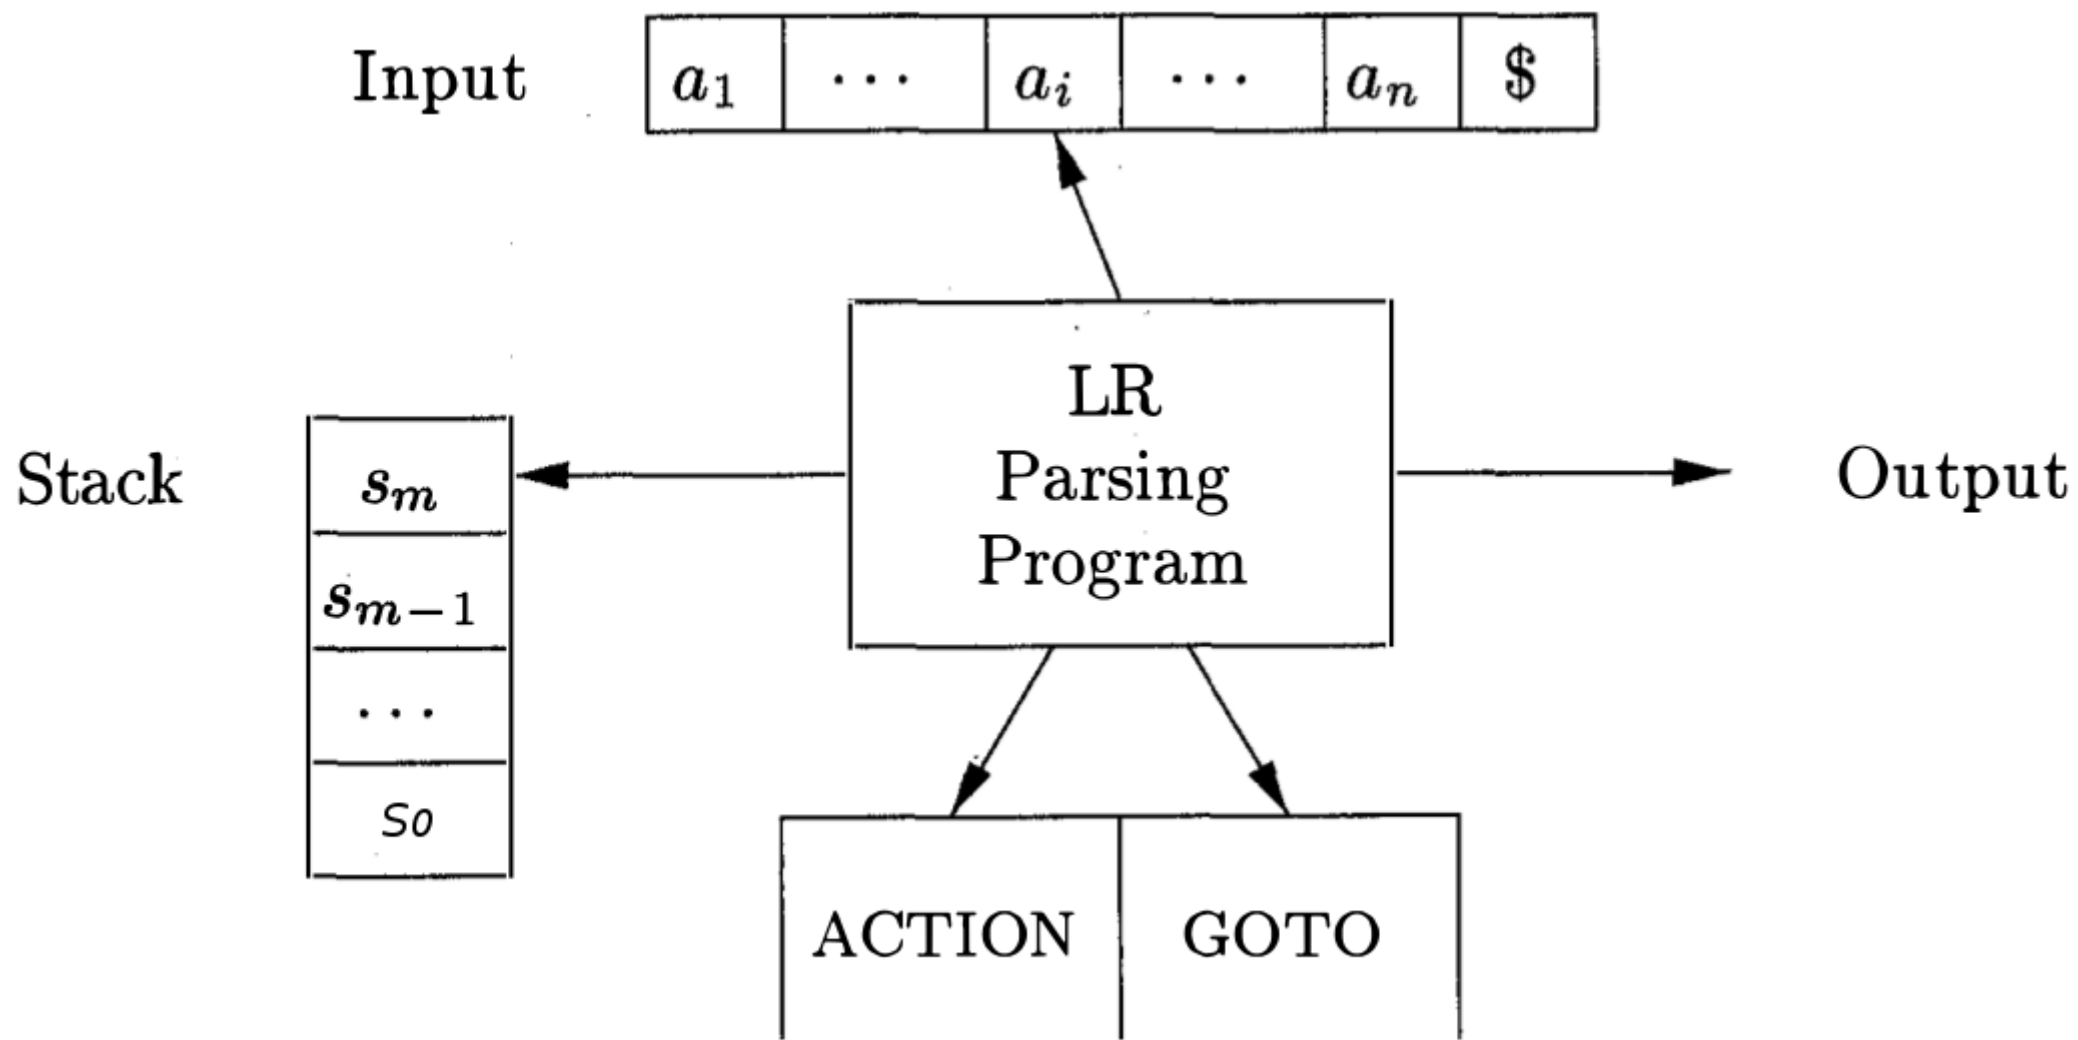 Input a₁ ··· aᵢ ··· aₙ $
LR
Stack Parsing Output
Program
sₘ
sₘ₋₁
···
s₀
ACTION GOTO